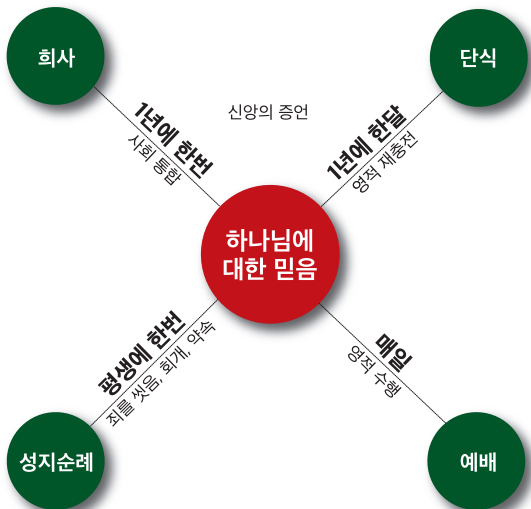 희사
단식
신앙의 증언
1년에 한번
사회 통합
1년에 한달
영적 재충전
하나님에
대한 믿음
평생에 한번
죄를 씻음, 회개, 약속
매일
영적 수행
성지순례
예배